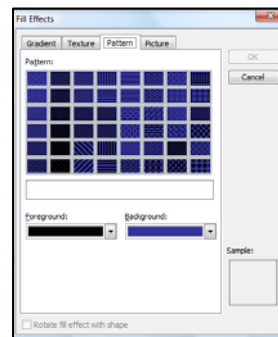 Fill Effects
Gradient
Texture
Pattern
Picture
OK
Cancel
Pattern:
Foreground:
Background:
Sample:
Rotate fill effect with shape